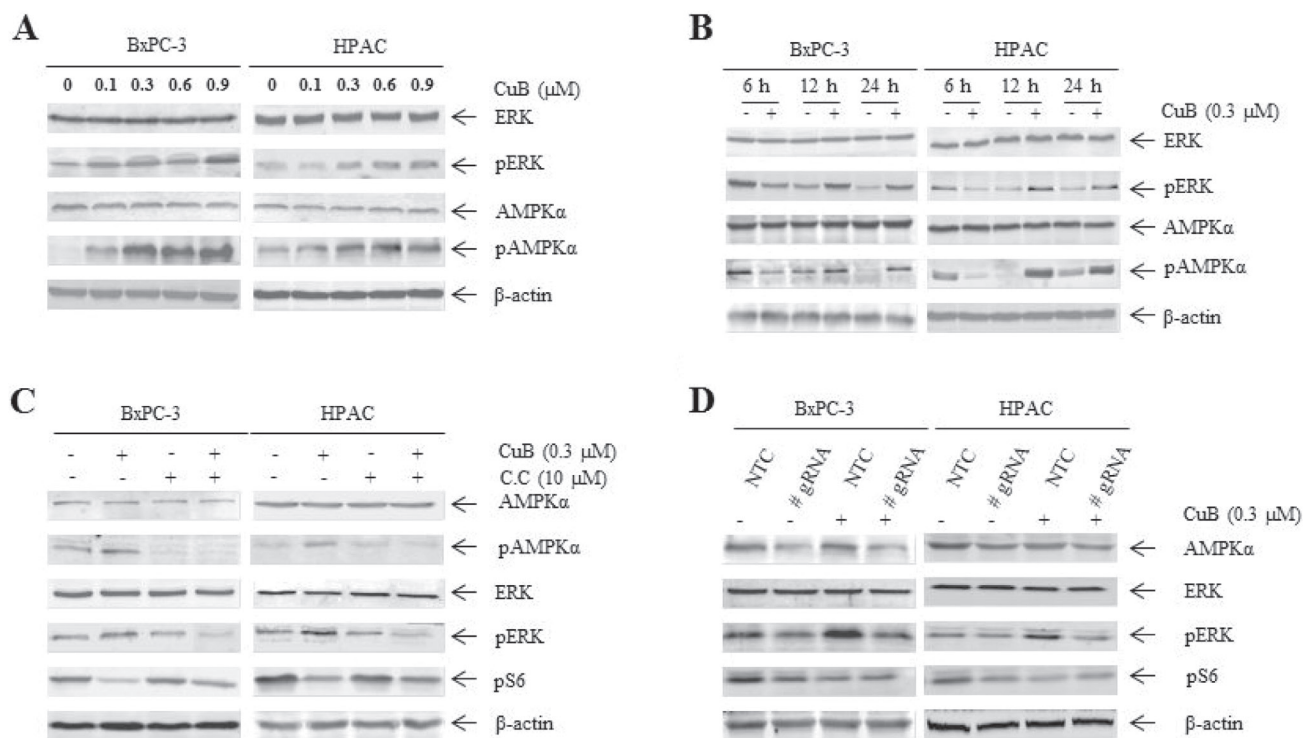 A
BxPC-3 HPAC
0 0.1 0.3 0.6 0.9 0 0.1 0.3 0.6 0.9 CuB (μM)
ERK
pERK
AMPKα
pAMPKα
β-actin
B
BxPC-3 HPAC
6 h 12 h 24 h 6 h 12 h 24 h
- + - + - + - + - + - + CuB (0.3 μM)
ERK
pERK
AMPKα
pAMPKα
β-actin
C
BxPC-3 HPAC
- + - + - + - + CuB (0.3 μM)
- - + + - - + + C.C (10 μM)
AMPKα
pAMPKα
ERK
pERK
pS6
β-actin
D
BxPC-3 HPAC
NTC # gRNA NTC # gRNA NTC # gRNA NTC # gRNA
- - + + - - + + CuB (0.3 μM)
AMPKα
ERK
pERK
pS6
β-actin